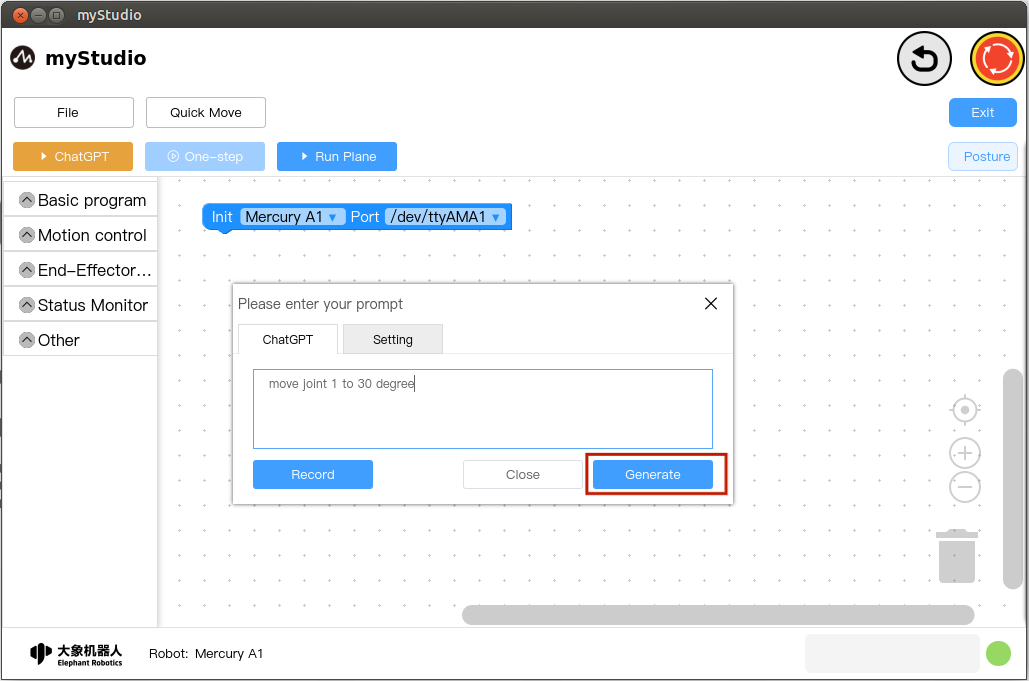 myStudio
myStudio
File
Quick Move
Exit
ChatGPT
One-step
Run Plane
Posture
Basic program
Motion control
End-Effector...
Status Monitor
Other
Init Mercury A1 Port /dev/ttyAMA1
Please enter your prompt
ChatGPT
Setting
move joint 1 to 30 degree
Record
Close
Generate
大象机器人
Elephant Robotics
Robot: Mercury A1